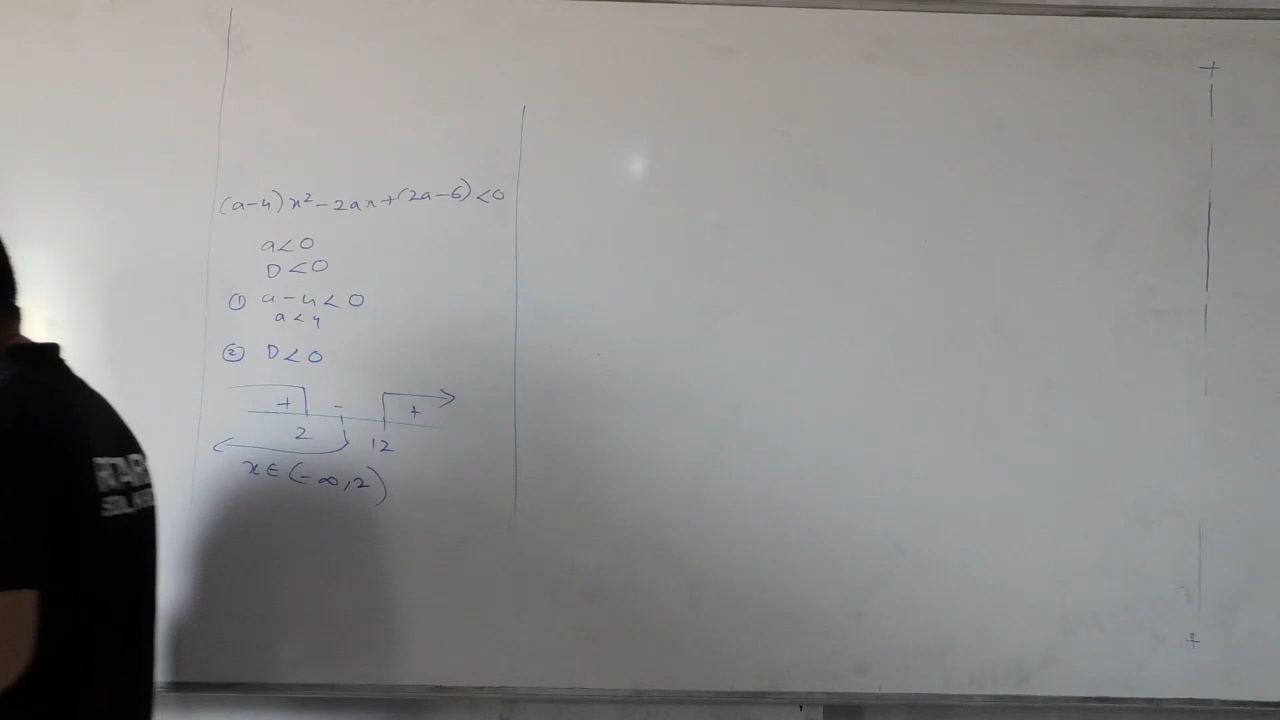 (a-4)x²-2ax+(2a-6)<0
a<0
D<0
① a-4<0
a<4
② D<0
+ - +
2 12
x∈(-∞,2)